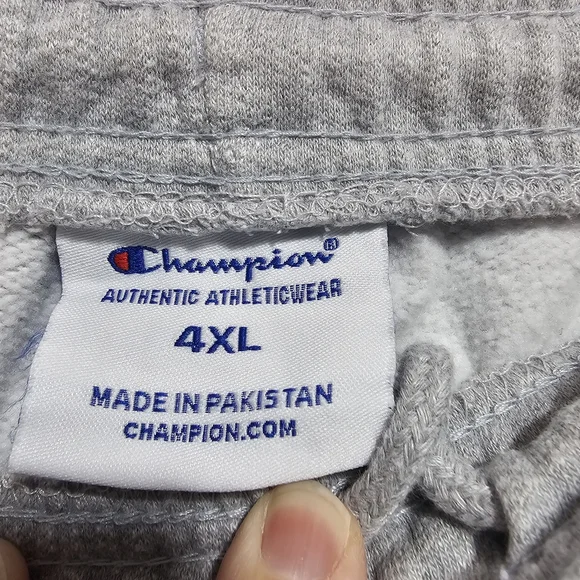 Champion®
AUTHENTIC ATHLETICWEAR
4XL
MADE IN PAKISTAN
CHAMPION.COM